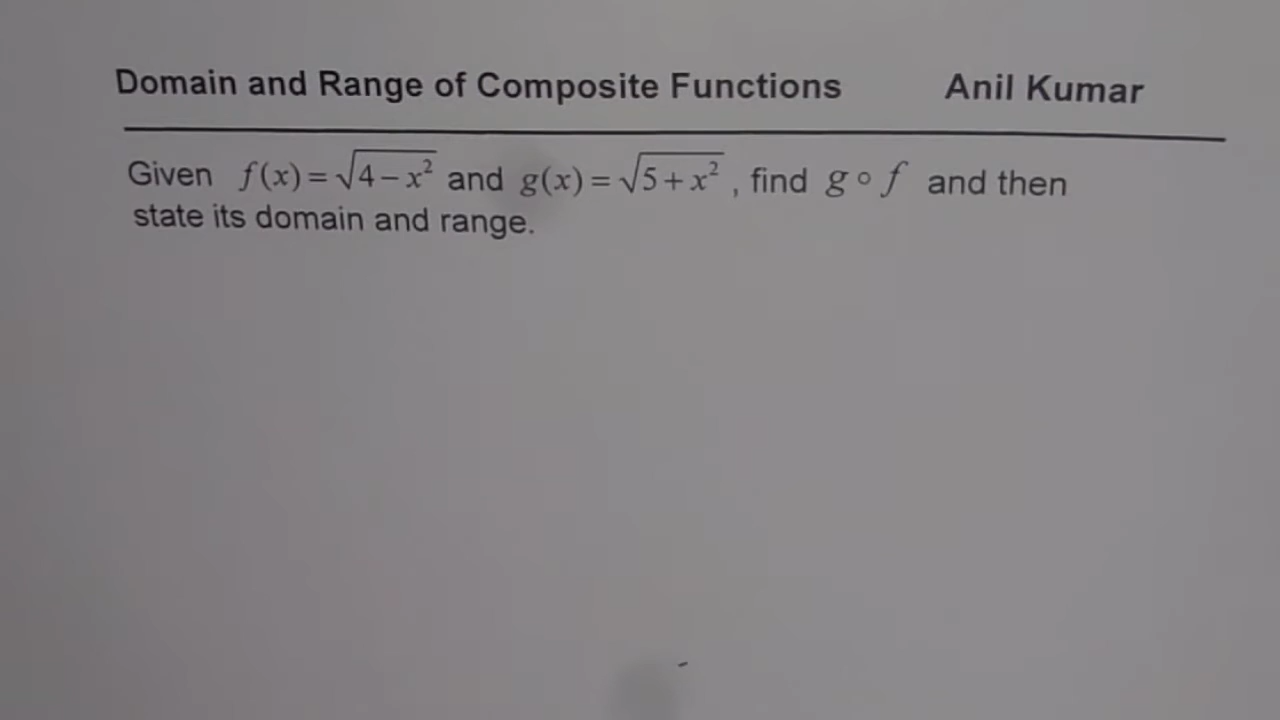 Domain and Range of Composite Functions Anil Kumar
Given f(x) = √(4 − x²) and g(x) = √(5 + x²) , find g ∘ f and then
state its domain and range.